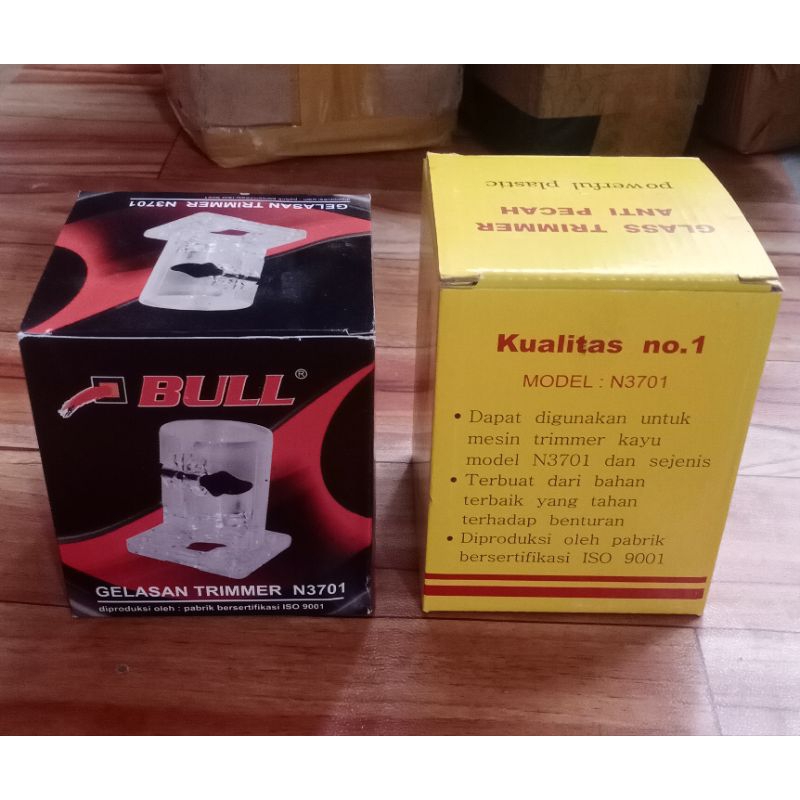 GELASAN TRIMMER N3701
BULL®
GELASAN TRIMMER N3701
diproduksi oleh : pabrik bersertifikasi ISO 9001
powerful plastic
GLASS TRIMMER
ANTI PECAH
Kualitas no.1
MODEL : N3701
• Dapat digunakan untuk
mesin trimmer kayu
model N3701 dan sejenis
• Terbuat dari bahan
terbaik yang tahan
terhadap benturan
• Diproduksi oleh pabrik
bersertifikasi ISO 9001